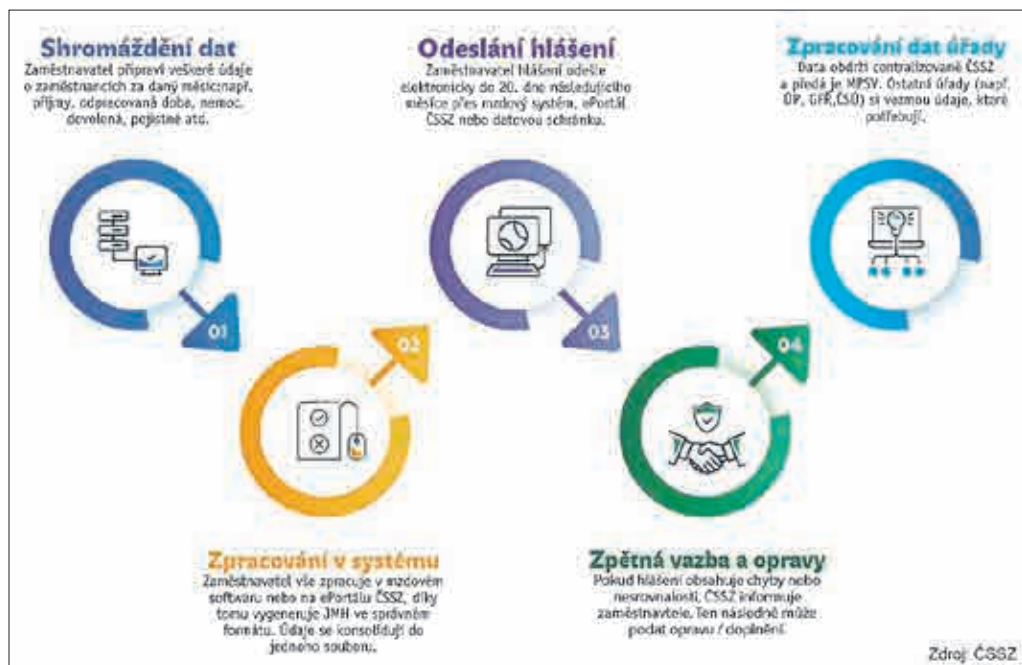 Shromáždění dat
Zaměstnavatel připraví veškeré údaje
o zaměstnancích za daný měsíc:např.
příjmy, odpracovaná doba, nemoc,
dovolená, pojistné atd.
01
Zpracování v systému
Zaměstnavatel vše zpracuje v mzdovém
softwaru nebo na ePortálu ČSSZ, díky
tomu vygeneruje JMH ve správném
formátu. Údaje se konsolidují do
jednoho souboru.
02
Odeslání hlášení
Zaměstnavatel hlášení odešle
elektronicky do 20. dne následujícího
měsíce přes mzdový systém, ePortál
ČSSZ nebo datovou schránku.
03
Zpětná vazba a opravy
Pokud hlášení obsahuje chyby nebo
nesrovnalosti, ČSSZ informuje
zaměstnavtele. Ten následně může
podat opravu / doplnění.
04
Zpracování dat úřady
Data obdrží centralizovaně ČSSZ
a předá je MPSV. Ostatní úřady (např.
ÚP, GFŘ,ČSÚ) si vezmou údaje, které
potřebují.
Zdroj: ČSSZ